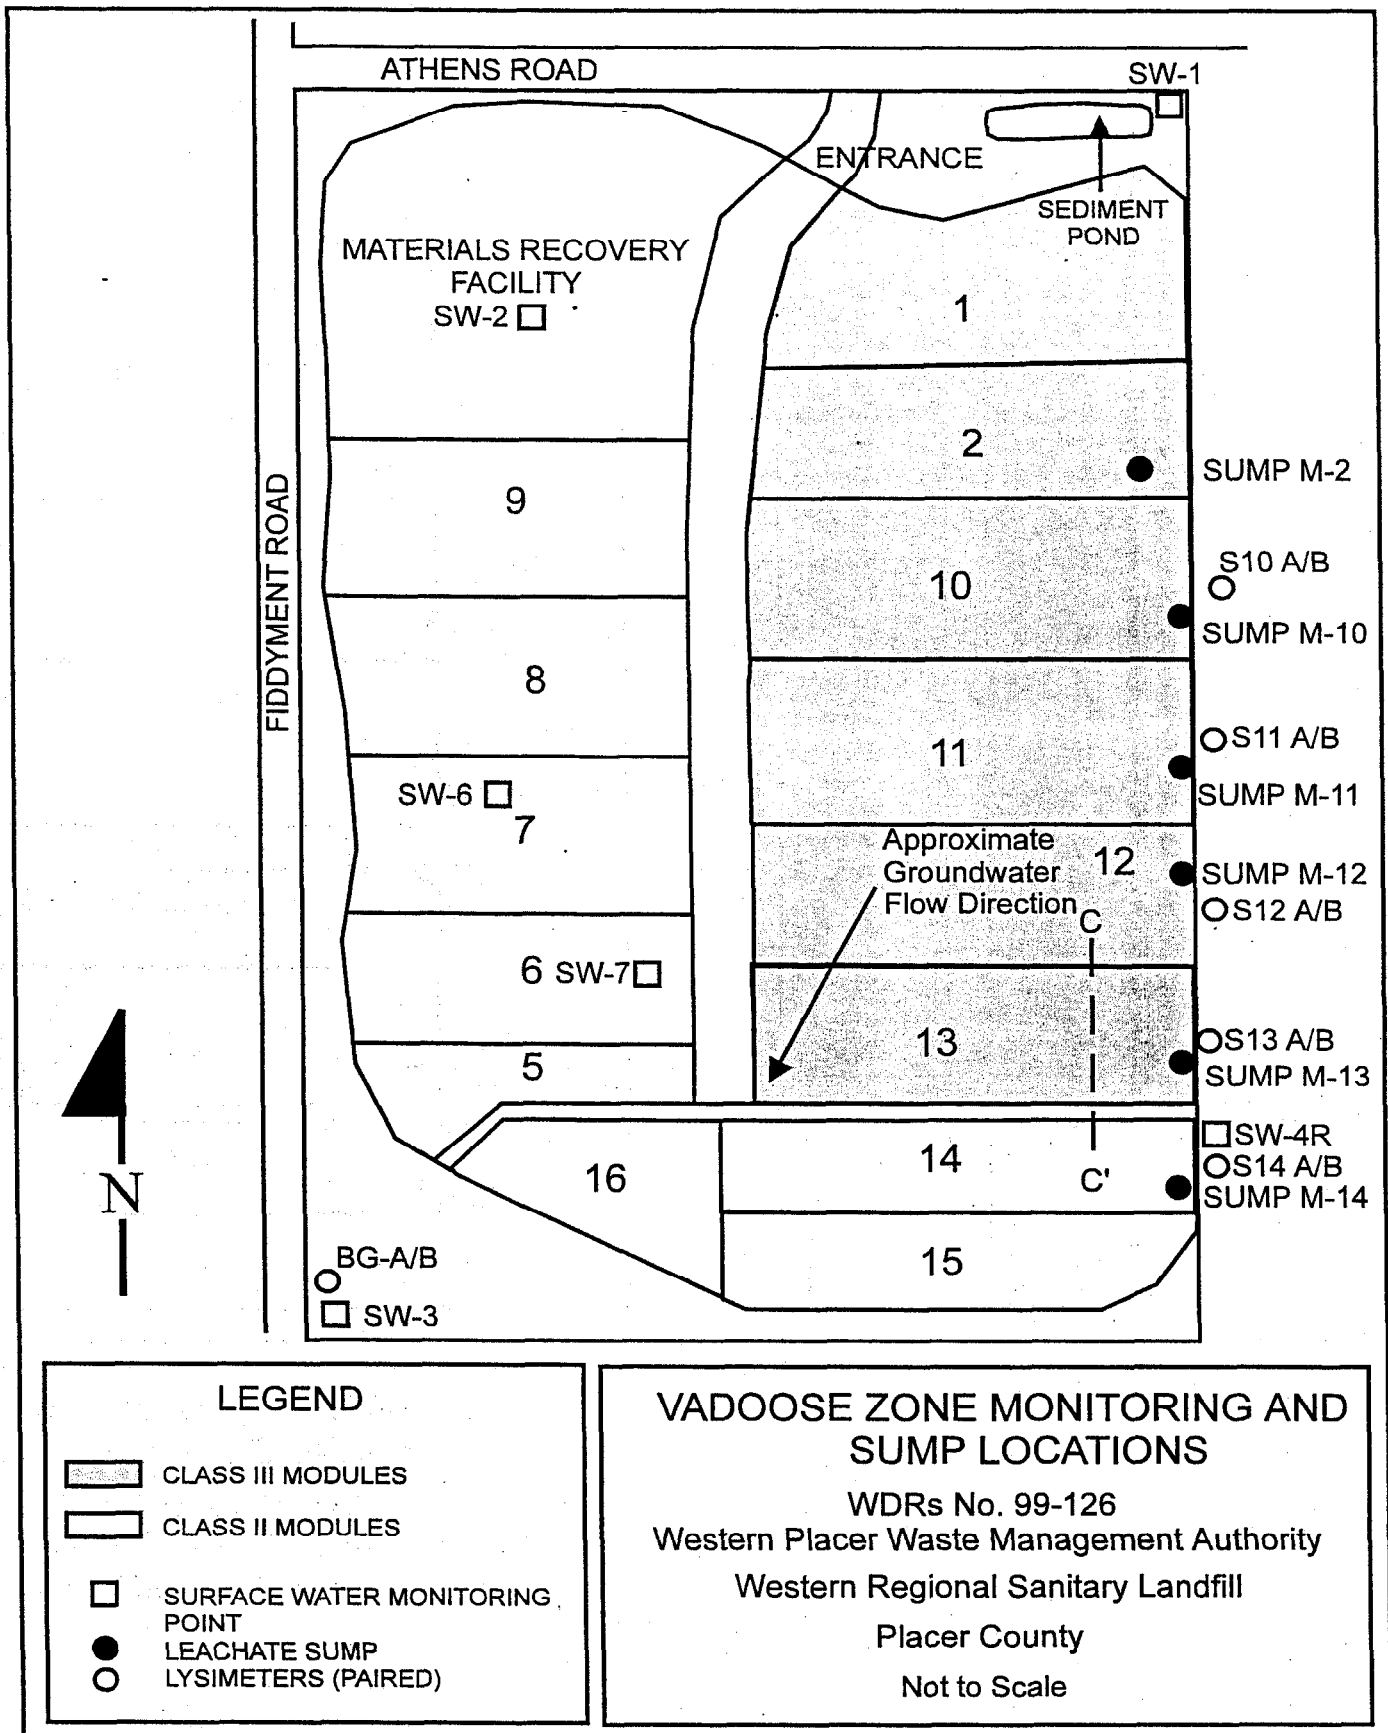 ATHENS ROAD
SW-1
ENTRANCE
SEDIMENT
POND
MATERIALS RECOVERY
FACILITY
SW-2
1
2
SUMP M-2
9
FIDDYMENT ROAD
S10 A/B
10
SUMP M-10
8
S11 A/B
11
SUMP M-11
SW-6
7
Approximate
Groundwater
Flow Direction
12
SUMP M-12
S12 A/B
C
6 SW-7
13
S13 A/B
SUMP M-13
5
SW-4R
14
S14 A/B
C'
SUMP M-14
16
N
15
BG-A/B
SW-3
LEGEND
CLASS III MODULES
CLASS II MODULES
SURFACE WATER MONITORING
POINT
LEACHATE SUMP
LYSIMETERS (PAIRED)
VADOOSE ZONE MONITORING AND
SUMP LOCATIONS
WDRs No. 99-126
Western Placer Waste Management Authority
Western Regional Sanitary Landfill
Placer County
Not to Scale